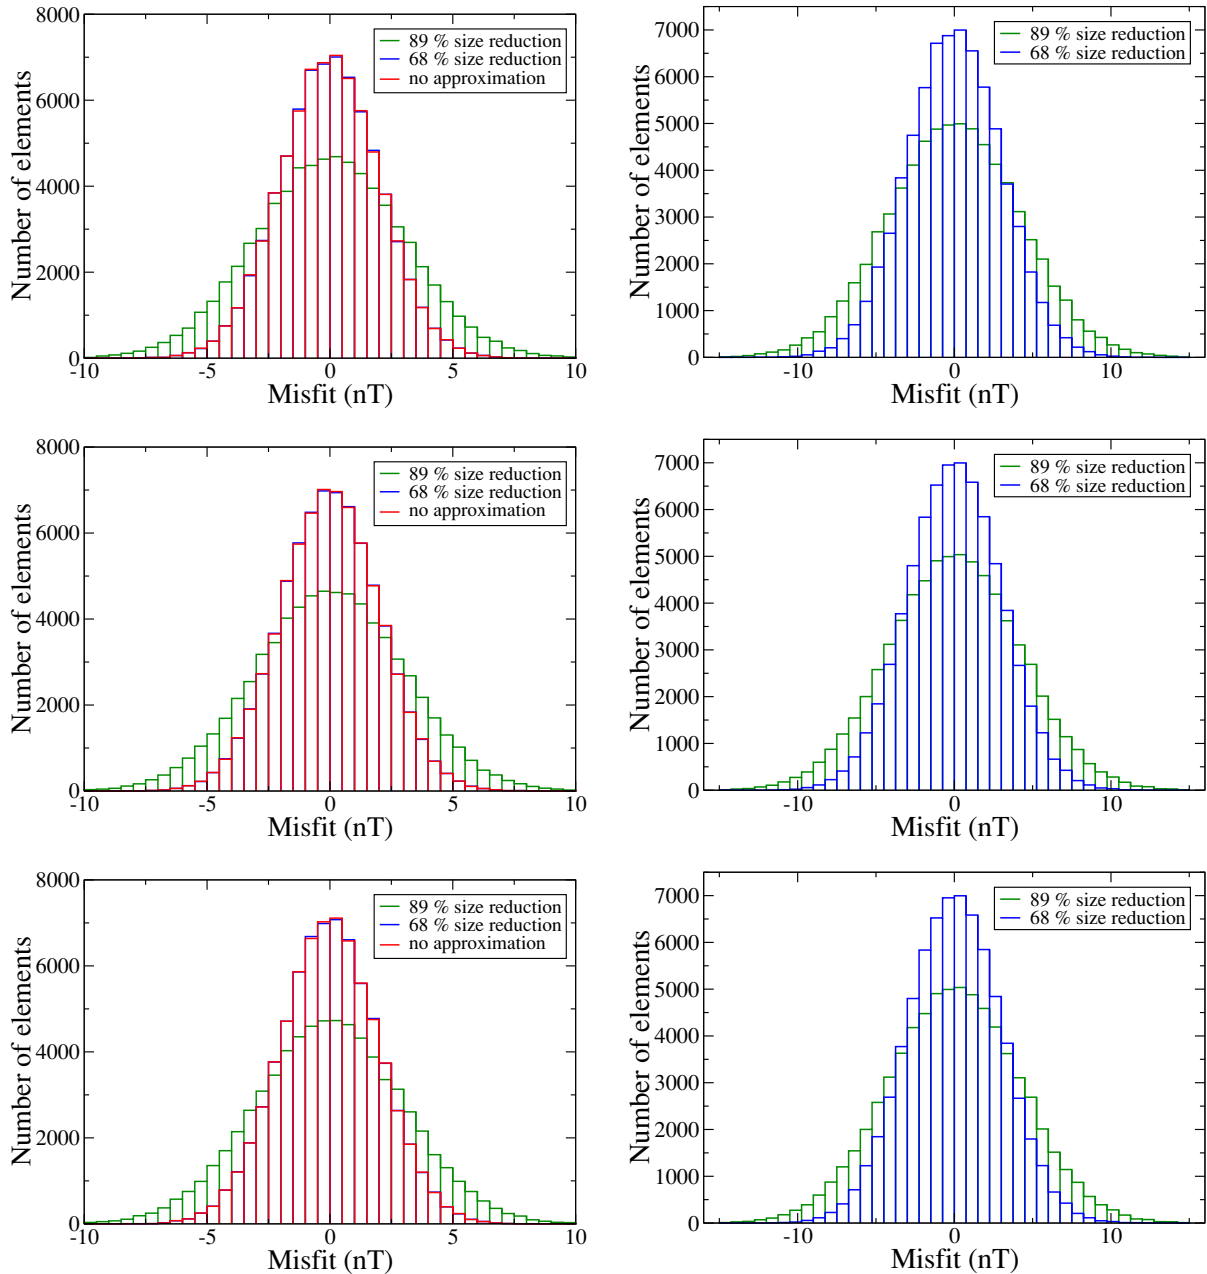 8000
6000
4000
2000
0
Number of elements
89 % size reduction
68 % size reduction
no approximation
-10
-5
0
5
10
Misfit (nT)
7000
6000
5000
4000
3000
2000
1000
0
Number of elements
89 % size reduction
68 % size reduction
-10
0
10
Misfit (nT)
8000
6000
4000
2000
0
Number of elements
89 % size reduction
68 % size reduction
no approximation
-10
-5
0
5
10
Misfit (nT)
7000
6000
5000
4000
3000
2000
1000
0
Number of elements
89 % size reduction
68 % size reduction
-10
0
10
Misfit (nT)
8000
6000
4000
2000
0
Number of elements
89 % size reduction
68 % size reduction
no approximation
-10
-5
0
5
10
Misfit (nT)
7000
6000
5000
4000
3000
2000
1000
0
Number of elements
89 % size reduction
68 % size reduction
-10
0
10
Misfit (nT)